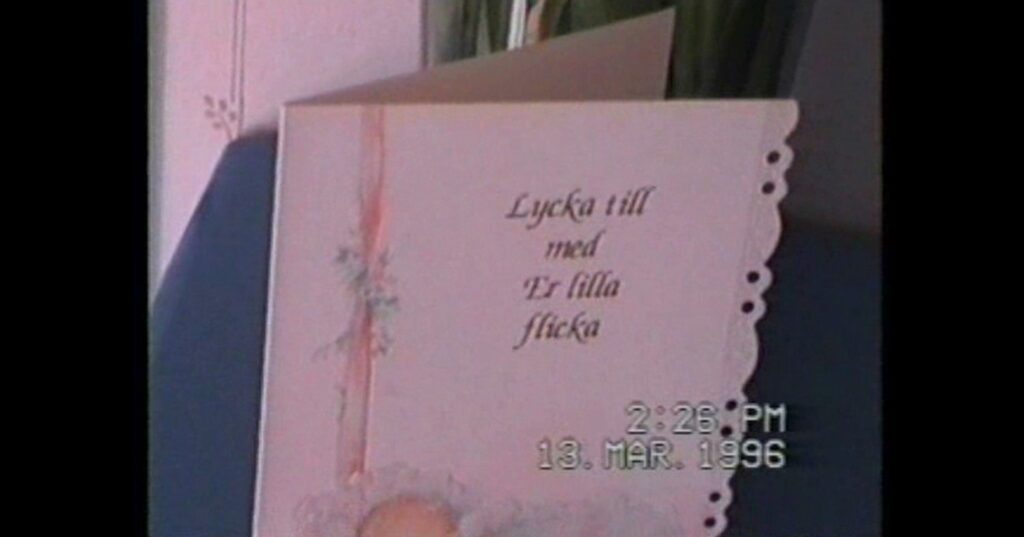 Lycka till
med
Er lilla
flicka
2:26 PM
13. MAR. 1996